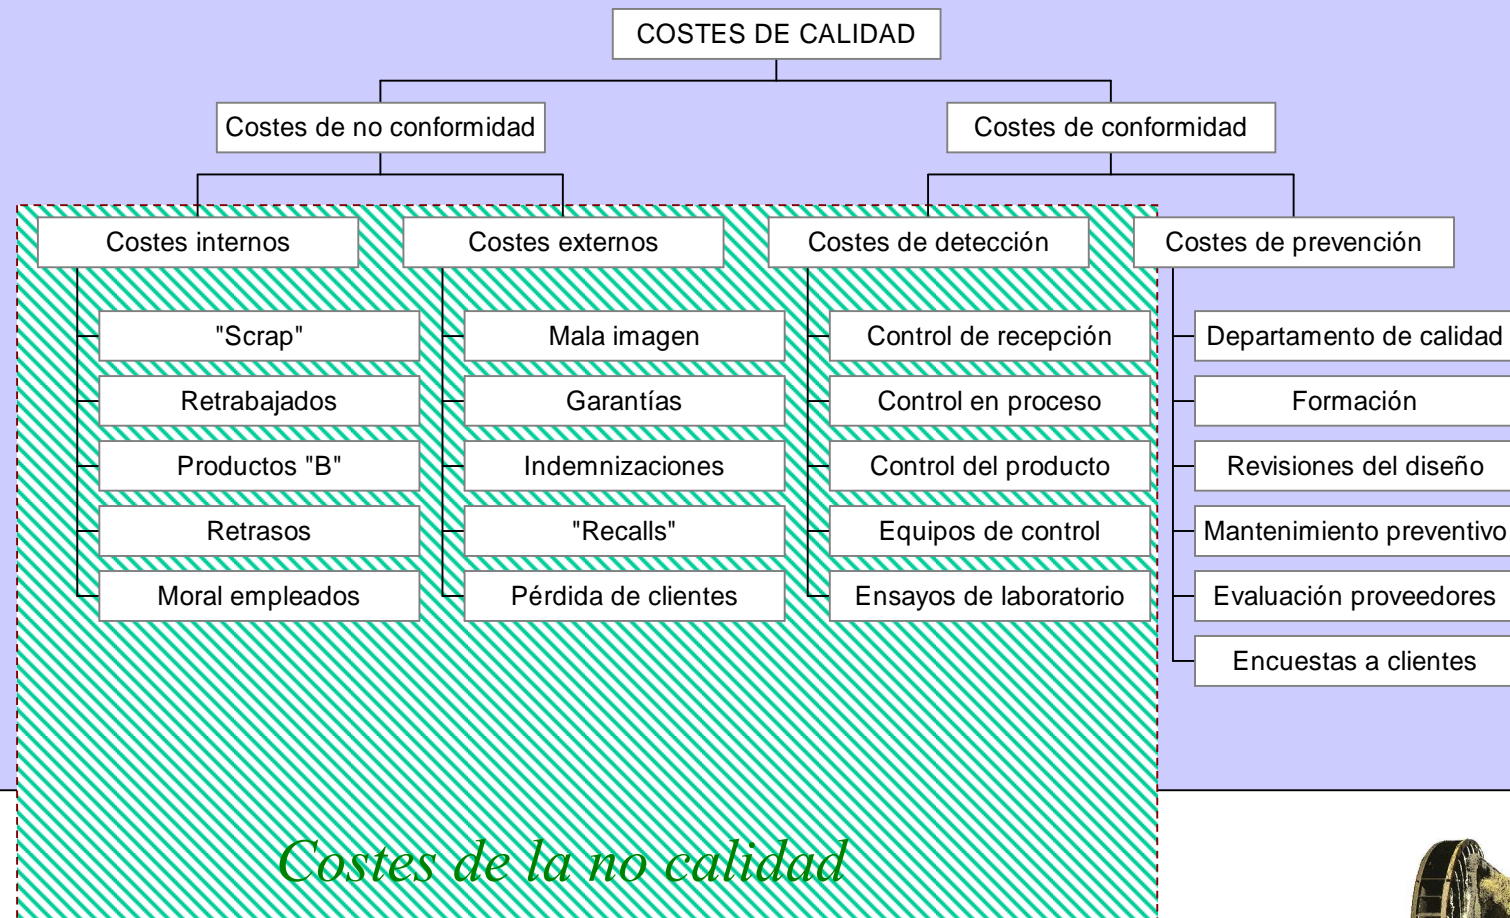 COSTES DE CALIDAD
Costes de no conformidad
Costes de conformidad
Costes internos
Costes externos
Costes de detección
Costes de prevención
"Scrap"
Retrabajados
Productos "B"
Retrasos
Moral empleados
Mala imagen
Garantías
Indemnizaciones
"Recalls"
Pérdida de clientes
Control de recepción
Control en proceso
Control del producto
Equipos de control
Ensayos de laboratorio
Departamento de calidad
Formación
Revisiones del diseño
Mantenimiento preventivo
Evaluación proveedores
Encuestas a clientes
Costes de la no calidad